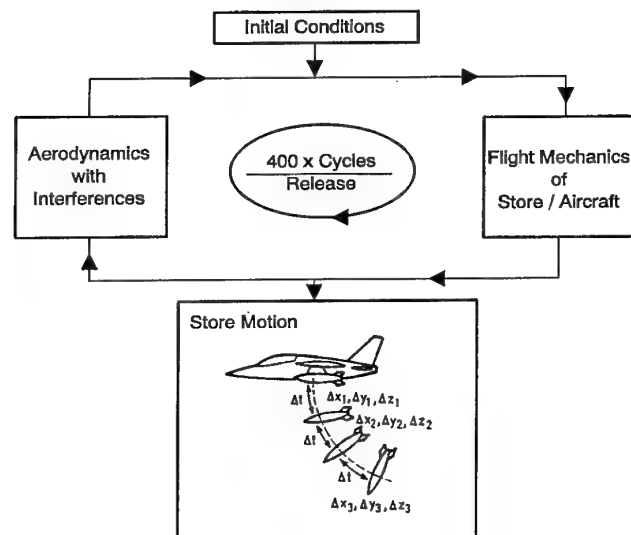 Initial Conditions
Aerodynamics
with
Interferences
400 x Cycles
Release
Flight Mechanics
of
Store / Aircraft
Store Motion
Δt
Δx₁, Δy₁, Δz₁
Δx₂, Δy₂, Δz₂
Δt
Δt
Δx₃, Δy₃, Δz₃